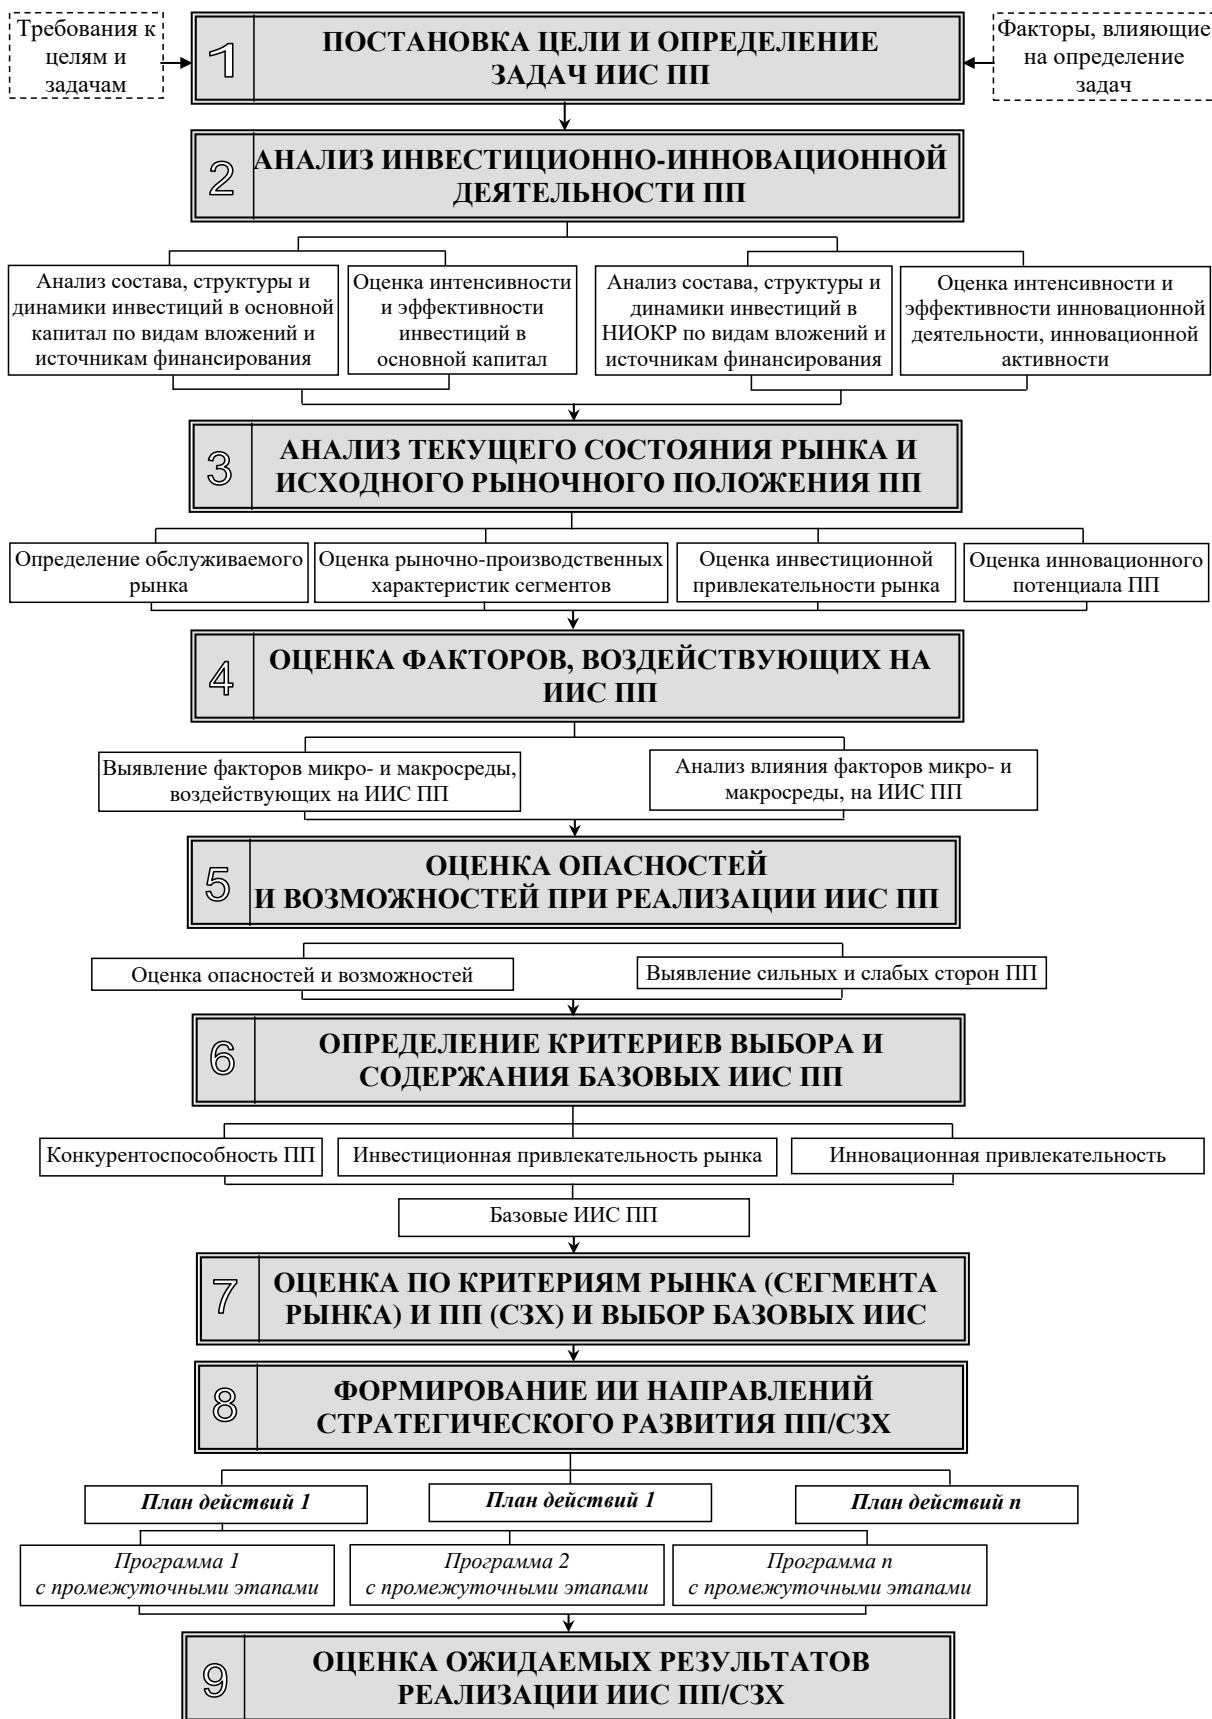 Требования к
целям и
задачам
1
ПОСТАНОВКА ЦЕЛИ И ОПРЕДЕЛЕНИЕ
ЗАДАЧ ИИС ПП
Факторы, влияющие
на определение
задач
2
АНАЛИЗ ИНВЕСТИЦИОННО-ИННОВАЦИОННОЙ
ДЕЯТЕЛЬНОСТИ ПП
Анализ состава, структуры и
динамики инвестиций в основной
капитал по видам вложений и
источникам финансирования
Оценка интенсивности
и эффективности
инвестиций в
основной капитал
Анализ состава, структуры и
динамики инвестиций в
НИОКР по видам вложений и
источникам финансирования
Оценка интенсивности и
эффективности инновационной
деятельности, инновационной
активности
3
АНАЛИЗ ТЕКУЩЕГО СОСТОЯНИЯ РЫНКА И
ИСХОДНОГО РЫНОЧНОГО ПОЛОЖЕНИЯ ПП
Определение обслуживаемого
рынка
Оценка рыночно-производственных
характеристик сегментов
Оценка инвестиционной
привлекательности рынка
Оценка инновационного
потенциала ПП
4
ОЦЕНКА ФАКТОРОВ, ВОЗДЕЙСТВУЮЩИХ НА
ИИС ПП
Выявление факторов микро- и макросреды,
воздействующих на ИИС ПП
Анализ влияния факторов микро- и
макросреды, на ИИС ПП
5
ОЦЕНКА ОПАСНОСТЕЙ
И ВОЗМОЖНОСТЕЙ ПРИ РЕАЛИЗАЦИИ ИИС ПП
Оценка опасностей и возможностей
Выявление сильных и слабых сторон ПП
6
ОПРЕДЕЛЕНИЕ КРИТЕРИЕВ ВЫБОРА И
СОДЕРЖАНИЯ БАЗОВЫХ ИИС ПП
Конкурентоспособность ПП
Инвестиционная привлекательность рынка
Инновационная привлекательность
Базовые ИИС ПП
7
ОЦЕНКА ПО КРИТЕРИЯМ РЫНКА (СЕГМЕНТА
РЫНКА) И ПП (СЗХ) И ВЫБОР БАЗОВЫХ ИИС
8
ФОРМИРОВАНИЕ ИИ НАПРАВЛЕНИЙ
СТРАТЕГИЧЕСКОГО РАЗВИТИЯ ПП/СЗХ
План действий 1
План действий 1
План действий n
Программа 1
с промежуточными этапами
Программа 2
с промежуточными этапами
Программа n
с промежуточными этапами
9
ОЦЕНКА ОЖИДАЕМЫХ РЕЗУЛЬТАТОВ
РЕАЛИЗАЦИИ ИИС ПП/СЗХ